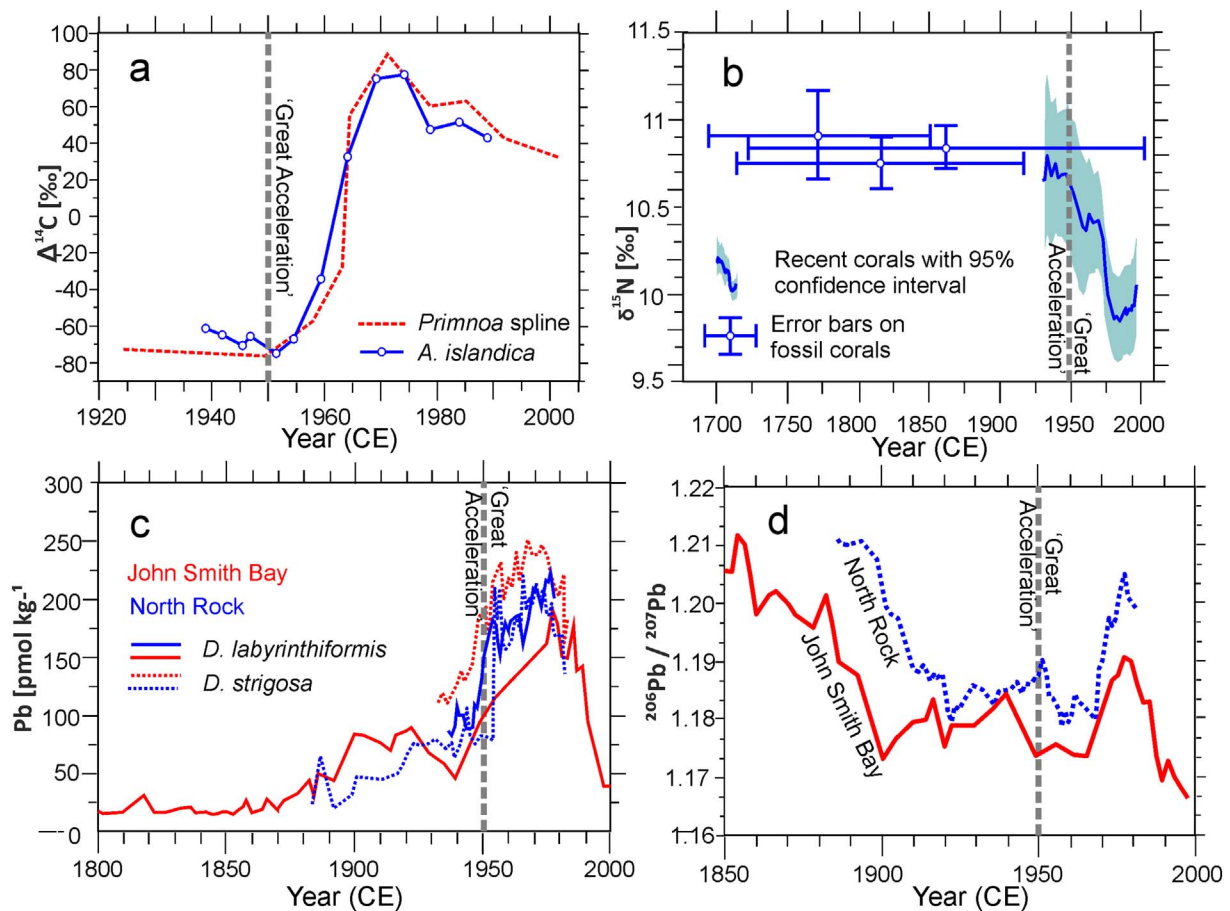 a
100
80
60
40
20
0
-20
-40
-60
-80
Δ¹⁴C [‰]
'Great Acceleration'
Primnoa spline
A. islandica
1920
1940
1960
1980
2000
Year (CE)
b
11.5
11
10.5
10
9.5
δ¹⁵N [‰]
Recent corals with 95%
confidence interval
Error bars on
fossil corals
'Great
Acceleration'
1700
1750
1800
1850
1900
1950
2000
Year (CE)
c
300
250
200
150
100
50
0
Pb [pmol kg⁻¹]
'Great
Acceleration'
John Smith Bay
North Rock
D. labyrinthiformis
D. strigosa
1800
1850
1900
1950
2000
Year (CE)
d
1.22
1.21
1.20
1.19
1.18
1.17
1.16
²⁰⁶Pb / ²⁰⁷Pb
North Rock
John Smith Bay
'Great
Acceleration'
1850
1900
1950
2000
Year (CE)